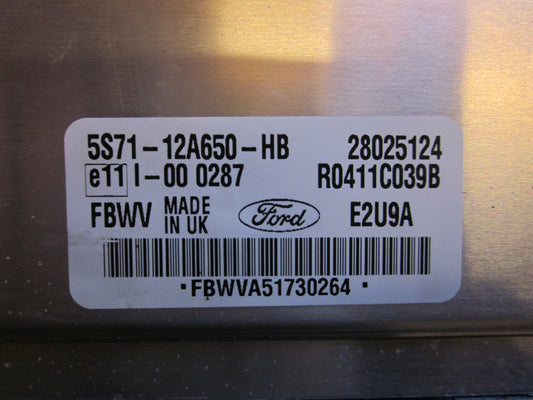 5S71-12A650-HB 28025124
e11 I-00 0287 R0411C039B
FBWV MADE IN UK Ford E2U9A
·FBWVA51730264·